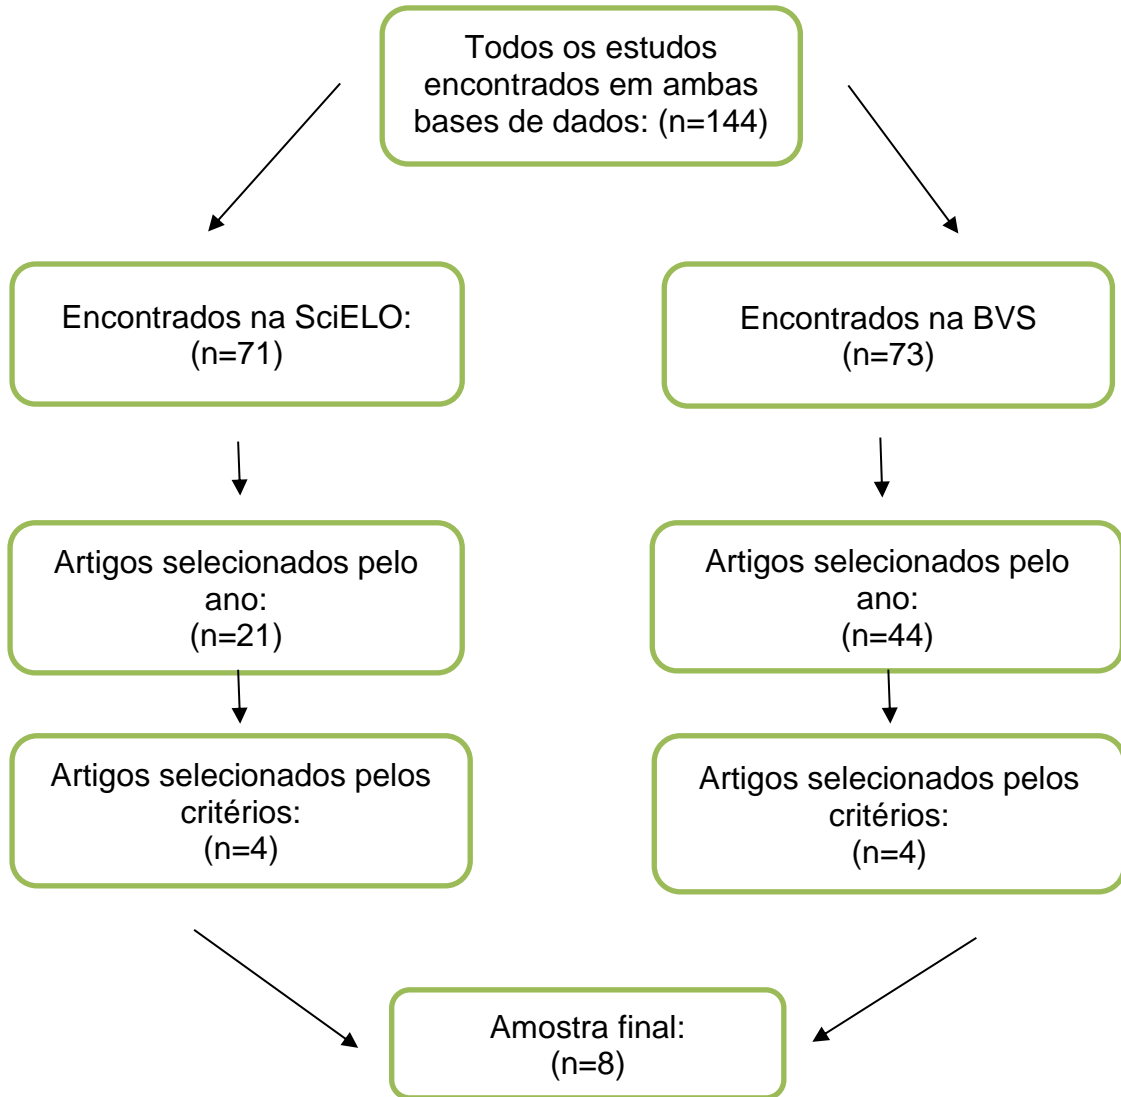 Todos os estudos
encontrados em ambas
bases de dados: (n=144)
Encontrados na SciELO:
(n=71)
Encontrados na BVS
(n=73)
Artigos selecionados pelo
ano:
(n=21)
Artigos selecionados pelo
ano:
(n=44)
Artigos selecionados pelos
critérios:
(n=4)
Artigos selecionados pelos
critérios:
(n=4)
Amostra final:
(n=8)